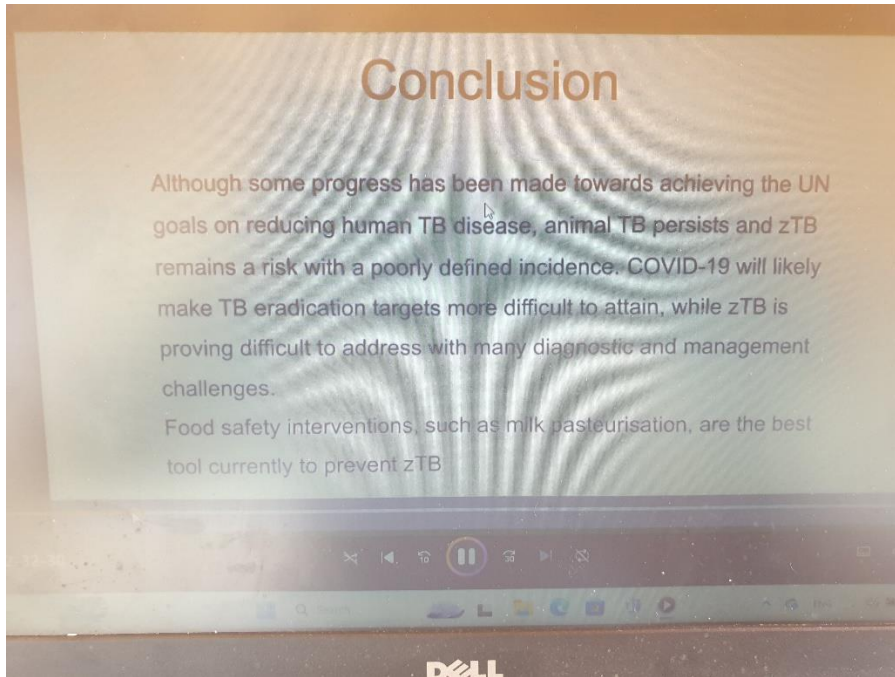 Conclusion
Although some progress has been made towards achieving the UN
goals on reducing human TB disease, animal TB persists and zTB
remains a risk with a poorly defined incidence. COVID-19 will likely
make TB eradication targets more difficult to attain, while zTB is
proving difficult to address with many diagnostic and management
challenges.
Food safety interventions, such as milk pasteurisation, are the best
tool currently to prevent zTB
10
DELL